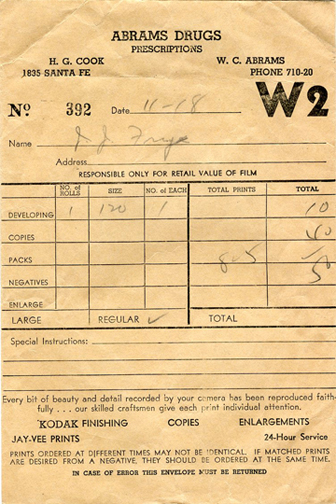 ABRAMS DRUGS
PRESCRIPTIONS
H. G. COOK W. C. ABRAMS
1835 SANTA FE PHONE 710-20
No 392 Date 11-18 W2
Name J J Frye
Address
RESPONSIBLE ONLY FOR RETAIL VALUE OF FILM
NO. of ROLLS SIZE NO. of EACH TOTAL PRINTS TOTAL
DEVELOPING 1 120 1 10
COPIES 40
PACKS 8-5
NEGATIVES
ENLARGE
LARGE REGULAR ✓ TOTAL
Special Instructions:
Every bit of beauty and detail recorded by your camera has been reproduced faith-
fully . . . our skilled craftsmen give each print individual attention.
KODAK FINISHING COPIES ENLARGEMENTS
JAY-VEE PRINTS 24-Hour Service
PRINTS ORDERED AT DIFFERENT TIMES MAY NOT BE IDENTICAL. IF MATCHED PRINTS
ARE DESIRED FROM A NEGATIVE, THEY SHOULD BE ORDERED AT THE SAME TIME.
IN CASE OF ERROR THIS ENVELOPE MUST BE RETURNED